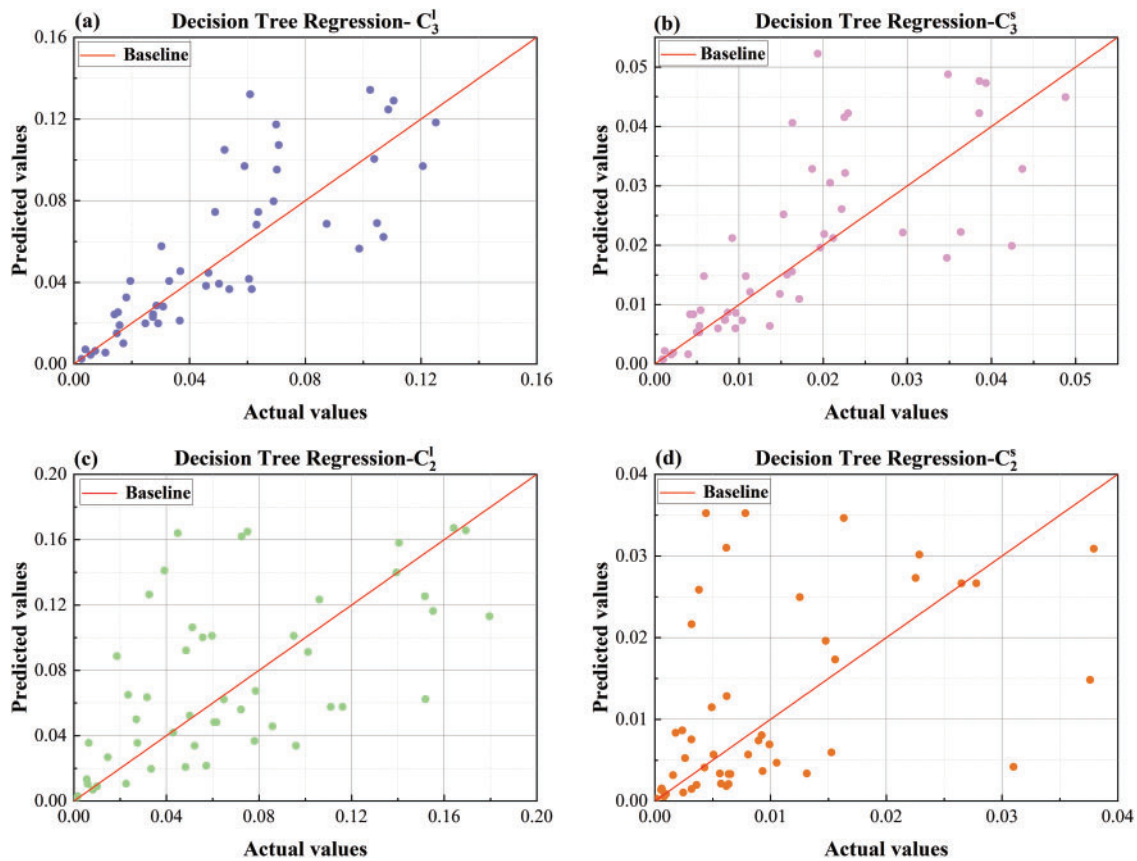 (a) Decision Tree Regression- C₃ˡ
0.16
Baseline
0.12
0.08
0.04
0.00
Predicted values
0.00 0.04 0.08 0.12 0.16
Actual values
(b) Decision Tree Regression-C₃ˢ
0.05
Baseline
0.04
0.03
0.02
0.01
0.00
Predicted values
0.00 0.01 0.02 0.03 0.04 0.05
Actual values
(c) Decision Tree Regression-C₂ˡ
0.20
Baseline
0.16
0.12
0.08
0.04
0.00
Predicted values
0.00 0.04 0.08 0.12 0.16 0.20
Actual values
(d) Decision Tree Regression-C₂ˢ
0.04
Baseline
0.03
0.02
0.01
0.00
Predicted values
0.00 0.01 0.02 0.03 0.04
Actual values